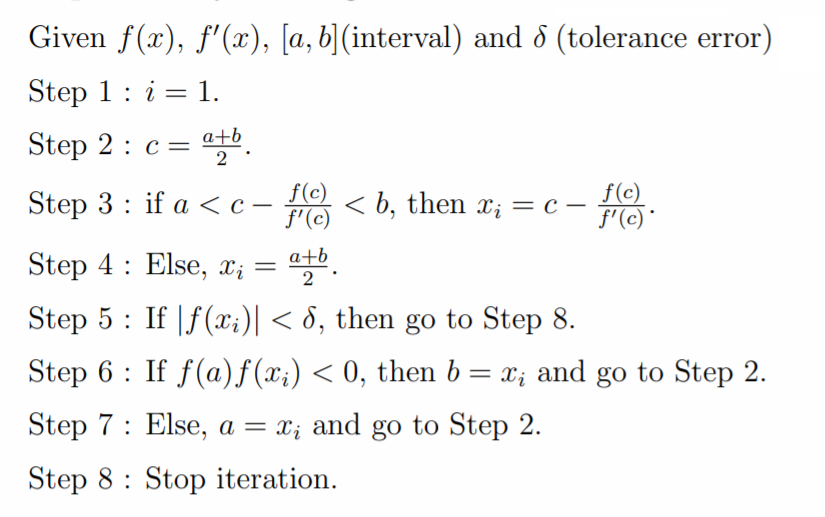 Given f(x), f′(x), [a, b](interval) and δ (tolerance error)
Step 1 : i = 1.
Step 2 : c = \frac{a+b}{2}.
Step 3 : if a < c − \frac{f(c)}{f′(c)} < b, then x_i = c − \frac{f(c)}{f′(c)}.
Step 4 : Else, x_i = \frac{a+b}{2}.
Step 5 : If |f(x_i)| < δ, then go to Step 8.
Step 6 : If f(a)f(x_i) < 0, then b = x_i and go to Step 2.
Step 7 : Else, a = x_i and go to Step 2.
Step 8 : Stop iteration.